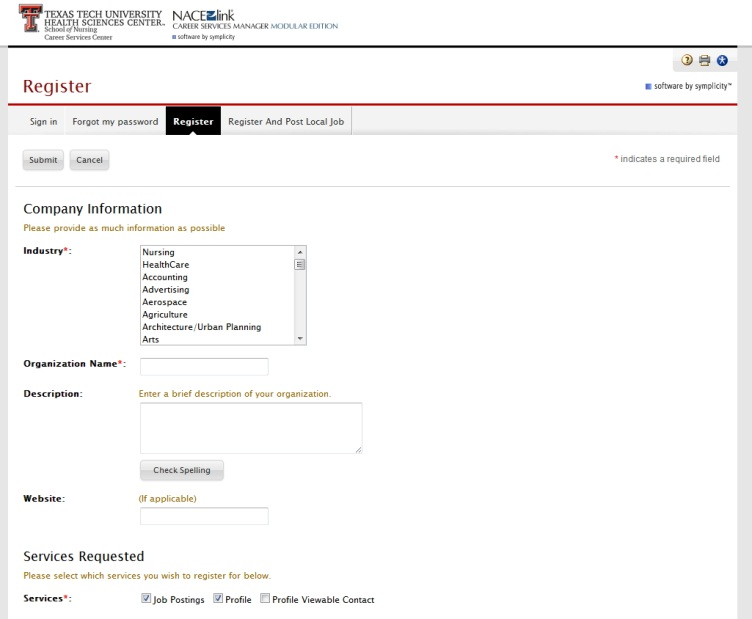 TEXAS TECH UNIVERSITY
HEALTH SCIENCES CENTER.
School of Nursing
Career Services Center
NACElink
CAREER SERVICES MANAGER MODULAR EDITION
software by symplicity
Register
software by symplicity™
Sign in Forgot my password Register Register And Post Local Job
Submit Cancel * indicates a required field
Company Information
Please provide as much information as possible
Industry*:
Nursing
HealthCare
Accounting
Advertising
Aerospace
Agriculture
Architecture/Urban Planning
Arts
Organization Name*:
Description: Enter a brief description of your organization.
Check Spelling
Website: (If applicable)
Services Requested
Please select which services you wish to register for below.
Services*: Job Postings Profile Profile Viewable Contact